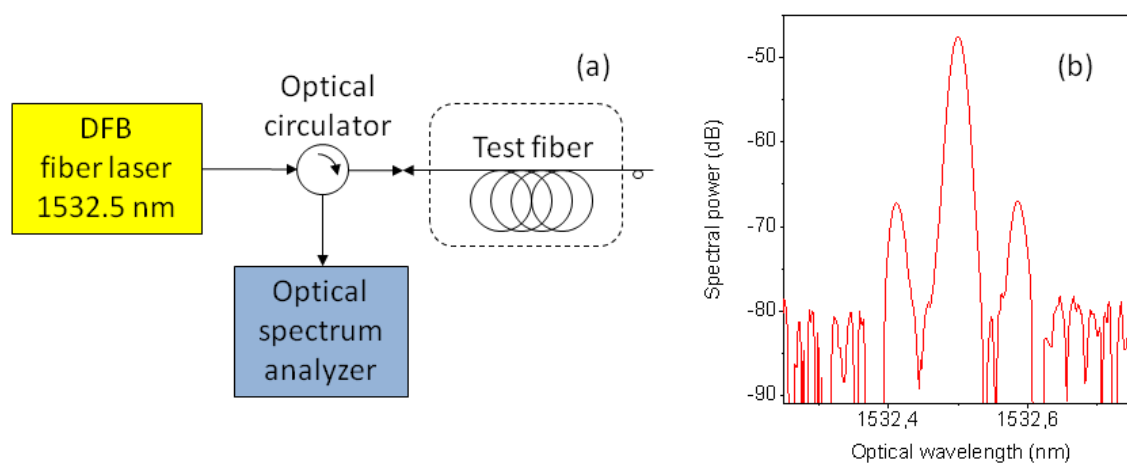 (a)
Optical
circulator
DFB
fiber laser
1532.5 nm
Test fiber
Optical
spectrum
analyzer
(b)
Spectral power (dB)
-50
-60
-70
-80
-90
1532,4
1532,6
Optical wavelength (nm)